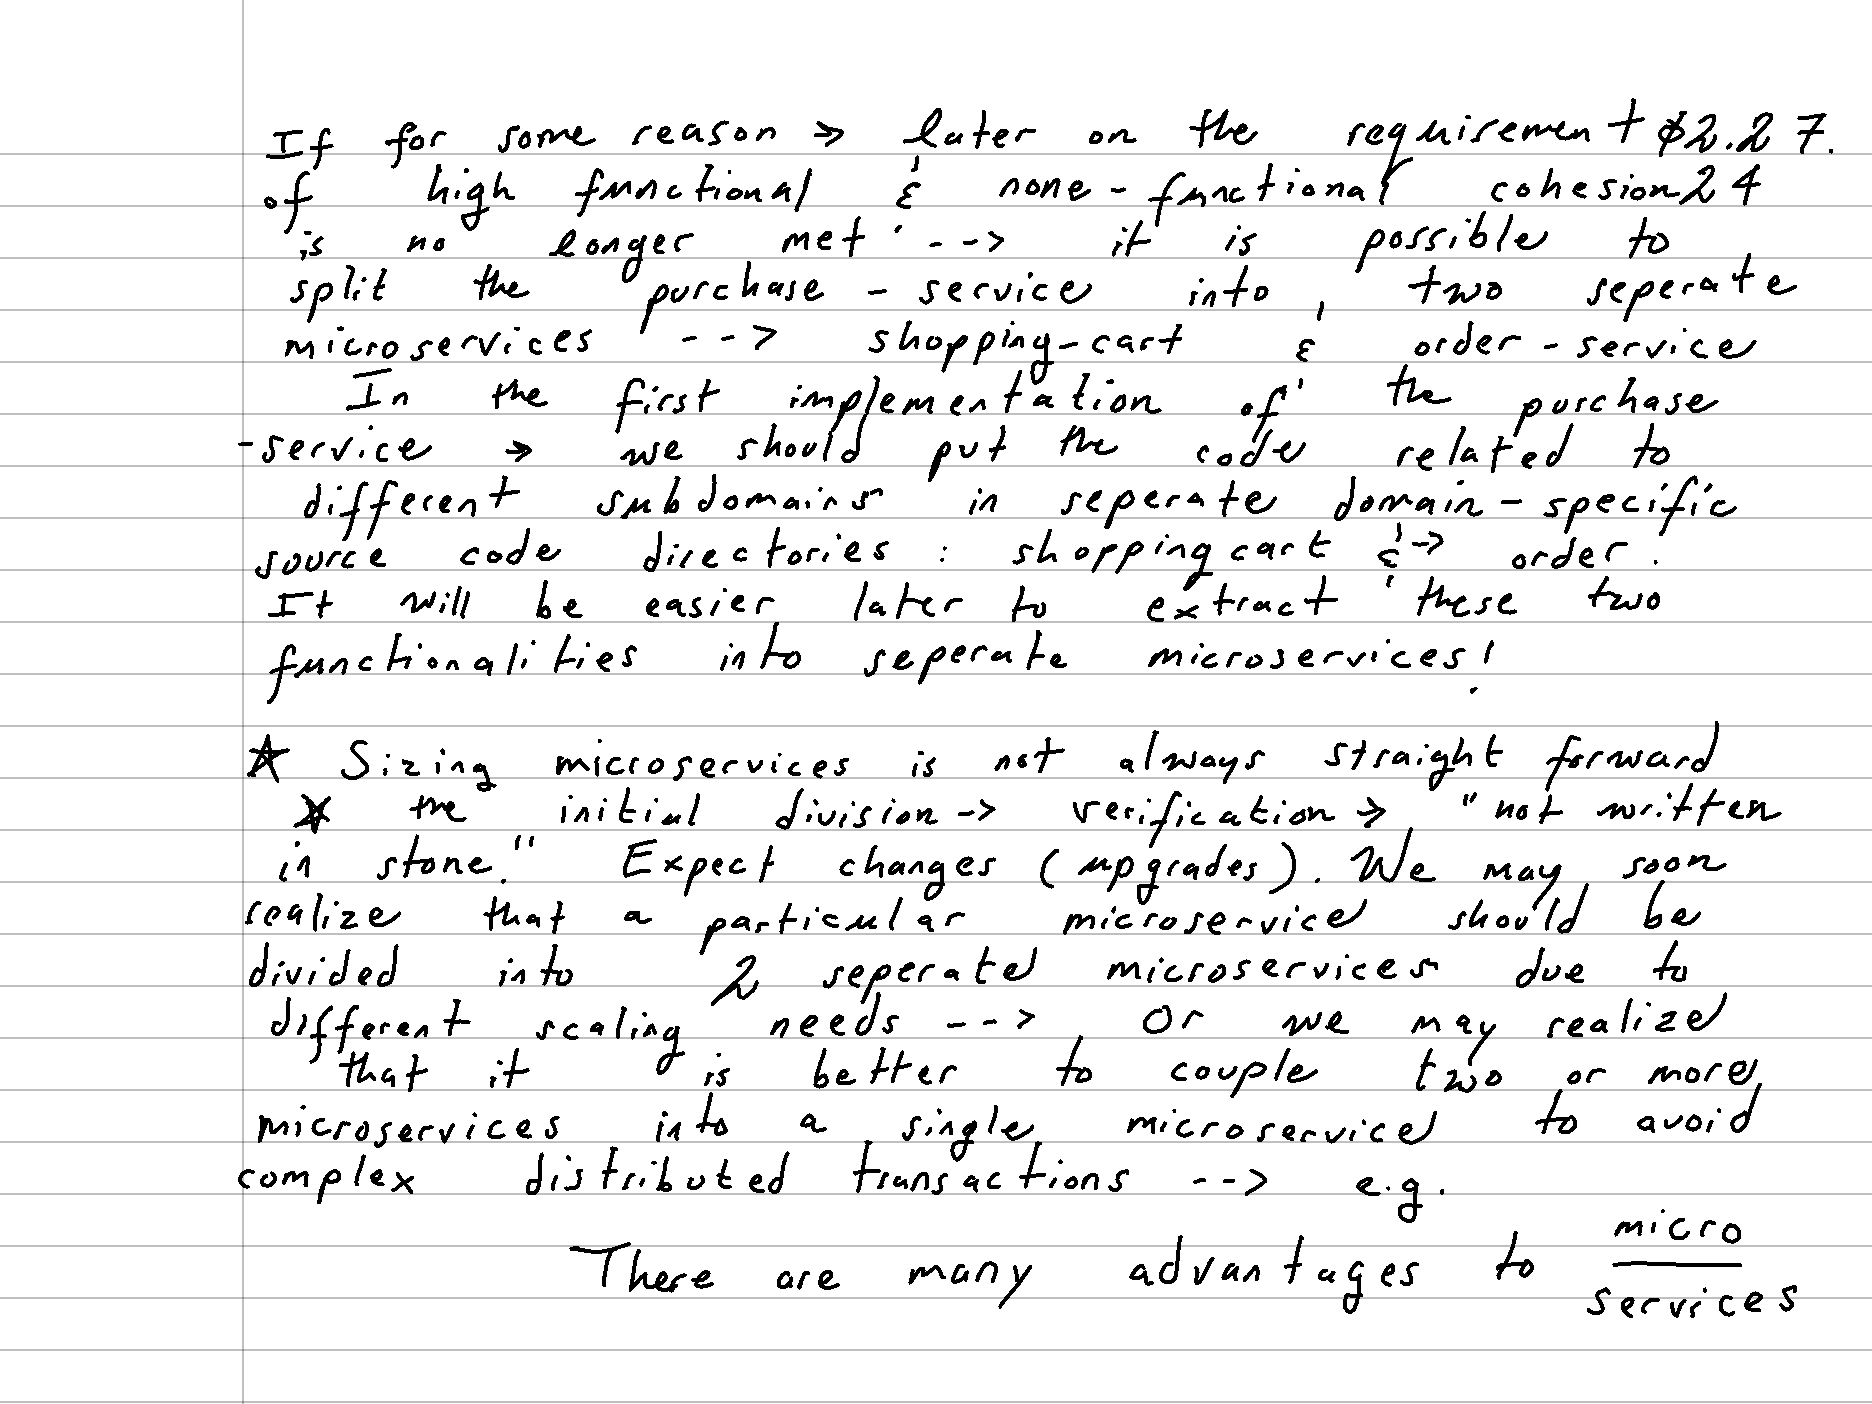 If for some reason → later on the requirement $2.27.
of high functional & none-functional cohesion24
is no longer met --> it is possible to
split the purchase - service into two seperate
microservices ---> shopping-cart & order-service
In the first implementation of the purchase
-service → we should put the code related to
different subdomains in seperate domain-specific
source code directories : shoppingcart & → order.
It will be easier later to extract these two
functionalities into seperate microservices!
☆ Sizing microservices is not always straight forward
☆ the initial division -> verification → "not written
in stone." Expect changes (upgrades). We may soon
realize that a particular microservice should be
divided into 2 seperate microservices due to
different scaling needs --> Or we may realize
that it is better to couple two or more
microservices into a single microservice to avoid
complex distributed transactions --> e.g.
There are many advantages to micro
services